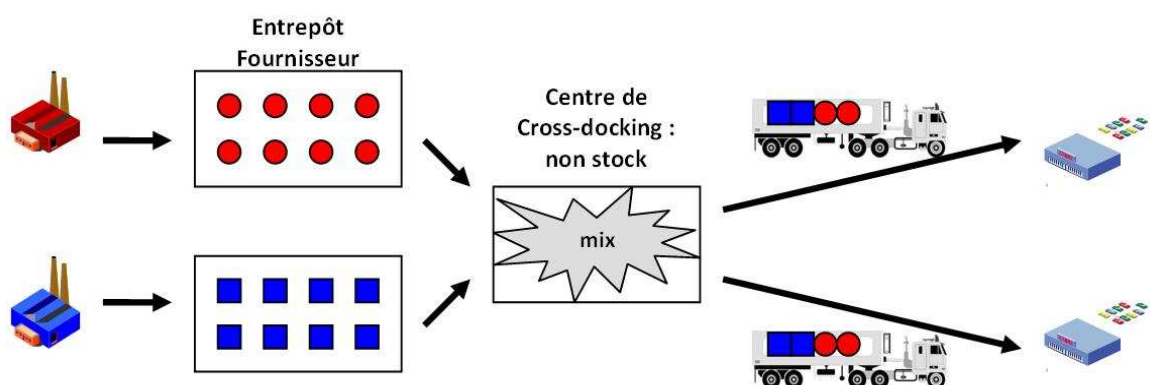 Entrepôt
Fournisseur
Centre de
Cross-docking :
non stock
mix